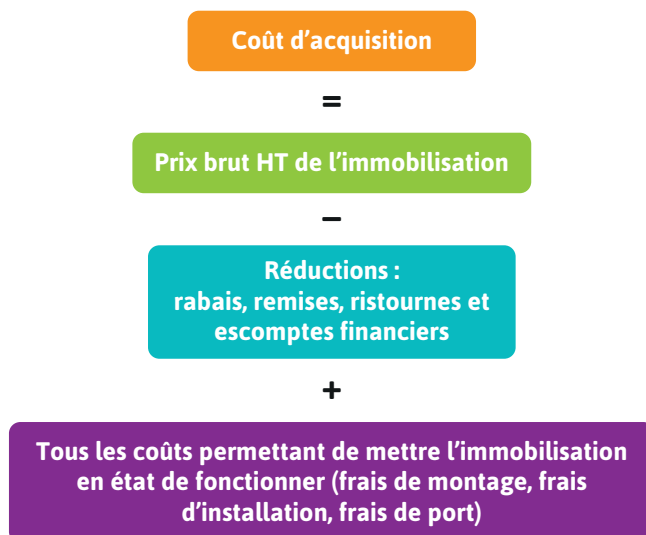 Coût d’acquisition
=
Prix brut HT de l’immobilisation
–
Réductions :
rabais, remises, ristournes et
escomptes financiers
+
Tous les coûts permettant de mettre l’immobilisation
en état de fonctionner (frais de montage, frais
d’installation, frais de port)